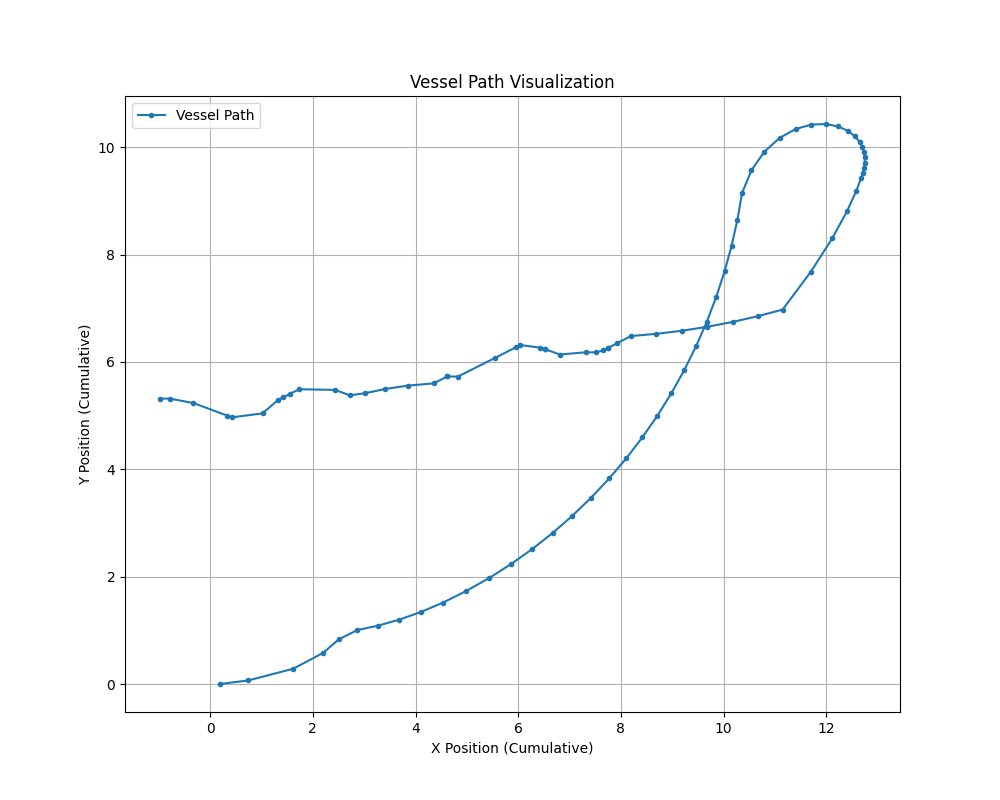 Vessel Path Visualization
Vessel Path
Y Position (Cumulative)
10
8
6
4
2
0
0 2 4 6 8 10 12
X Position (Cumulative)